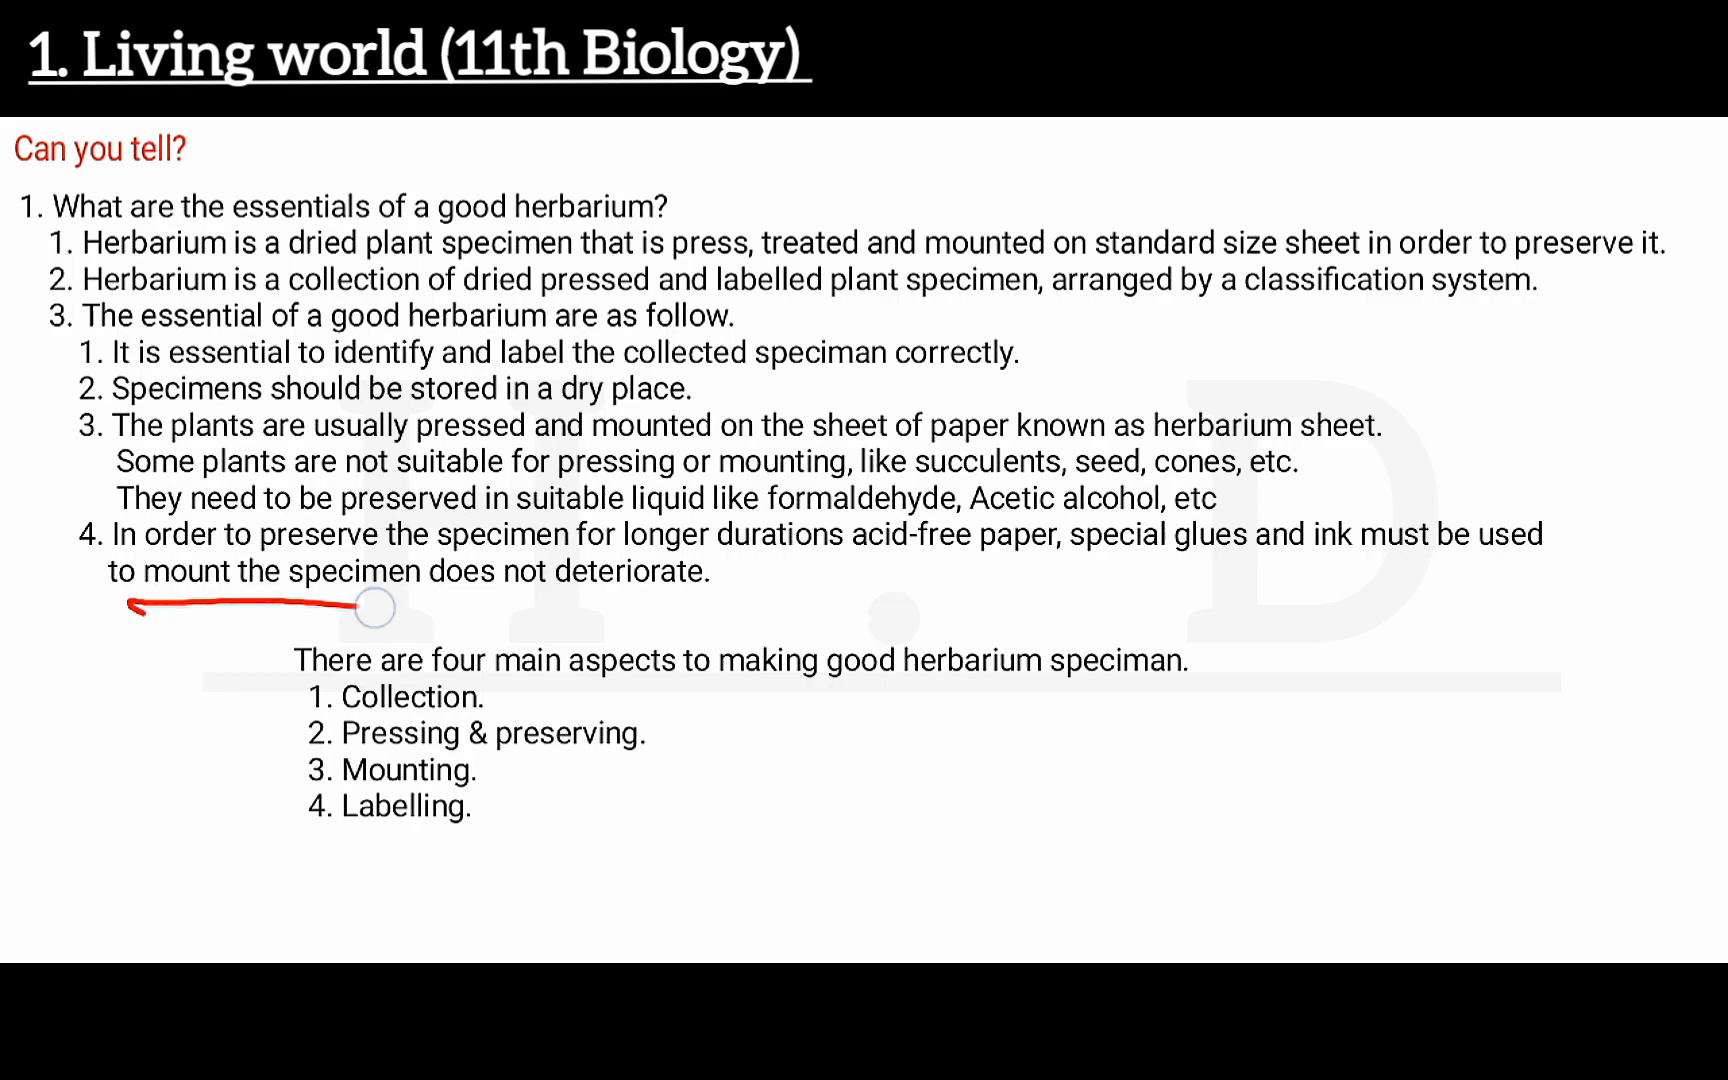 1. Living world (11th Biology)
Can you tell?
1. What are the essentials of a good herbarium?
1. Herbarium is a dried plant specimen that is press, treated and mounted on standard size sheet in order to preserve it.
2. Herbarium is a collection of dried pressed and labelled plant specimen, arranged by a classification system.
3. The essential of a good herbarium are as follow.
1. It is essential to identify and label the collected speciman correctly.
2. Specimens should be stored in a dry place.
3. The plants are usually pressed and mounted on the sheet of paper known as herbarium sheet.
Some plants are not suitable for pressing or mounting, like succulents, seed, cones, etc.
They need to be preserved in suitable liquid like formaldehyde, Acetic alcohol, etc
4. In order to preserve the specimen for longer durations acid-free paper, special glues and ink must be used
to mount the specimen does not deteriorate.
There are four main aspects to making good herbarium speciman.
1. Collection.
2. Pressing & preserving.
3. Mounting.
4. Labelling.